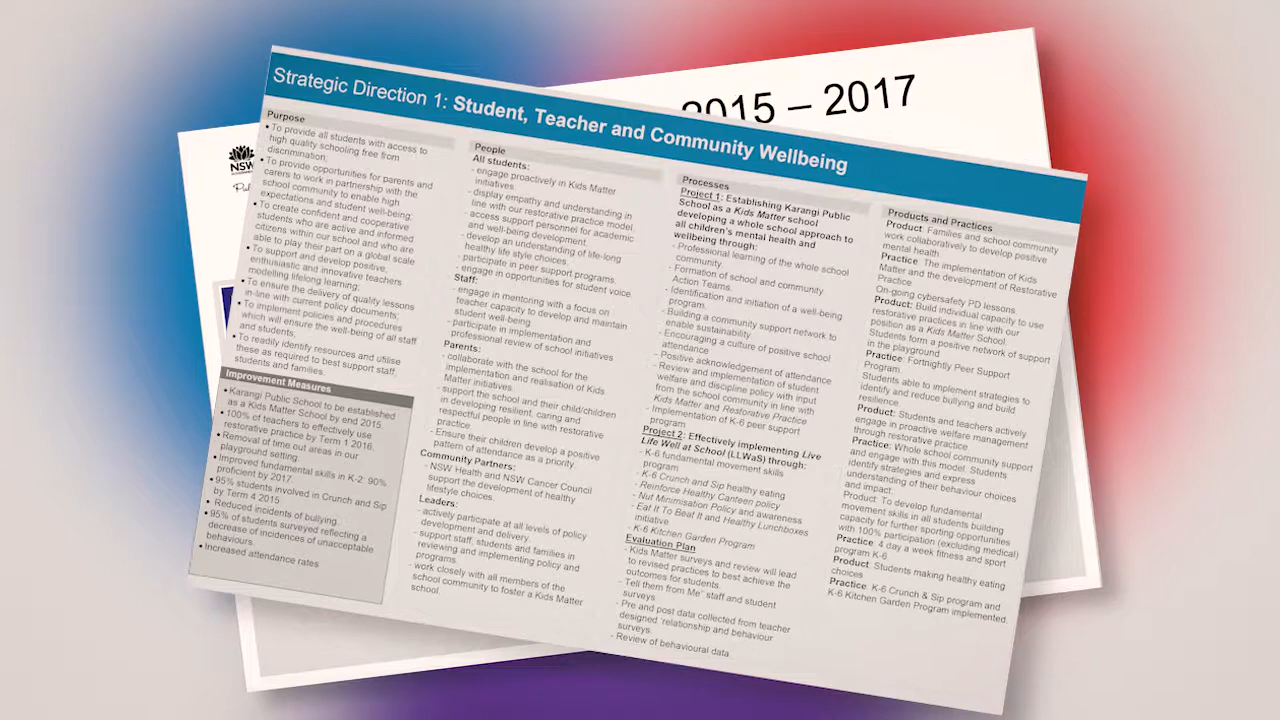 2015 – 2017
NSW
Strategic Direction 1: Student, Teacher and Community Wellbeing
Purpose
• To provide all students with access to
high quality schooling free from
discrimination;
• To provide opportunities for parents and
carers to work in partnership with the
school community to enable high
expectations and student well-being;
• To create confident and cooperative
students who are active and informed
citizens within our school and who are
able to play their part on a global scale
• To support and develop positive,
enthusiastic and innovative teachers
modelling lifelong learning;
• To ensure the delivery of quality lessons
in-line with current policy documents;
• To implement policies and procedures
which will ensure the well-being of all staff
and students;
• To readily identify resources and utilise
these as required to best support staff,
students and families.
Improvement Measures
• Karangi Public School to be established
as a Kids Matter School by end 2015.
• 100% of teachers to effectively use
restorative practice by Term 1 2016.
• Removal of time out areas in our
playground setting.
• Improved fundamental skills in K-2: 90%
proficient by 2017.
• 95% students involved in Crunch and Sip
by Term 4 2015
• Reduced incidents of bullying.
• 95% of students surveyed reflecting a
decrease of incidences of unacceptable
behaviours.
• Increased attendance rates
People
All students:
- engage proactively in Kids Matter
initiatives.
- display empathy and understanding in
line with our restorative practice model.
- access support personnel for academic
and well-being development.
- develop an understanding of life-long
healthy life style choices.
- participate in peer support programs.
- engage in opportunities for student voice.
Staff:
- engage in mentoring with a focus on
teacher capacity to develop and maintain
student well-being
- participate in implementation and
professional review of school initiatives
Parents:
- collaborate with the school for the
implementation and realisation of Kids
Matter initiatives.
- support the school and their child/children
in developing resilient, caring and
respectful people in line with restorative
practice
- Ensure their children develop a positive
pattern of attendance as a priority.
Community Partners:
- NSW Health and NSW Cancer Council
support the development of healthy
lifestyle choices.
Leaders:
- actively participate at all levels of policy
development and delivery.
- support staff, students and families in
reviewing and implementing policy and
programs.
- work closely with all members of the
school community to foster a Kids Matter
school.
Processes
Project 1: Establishing Karangi Public
School as a Kids Matter school
developing a whole school approach to
all children's mental health and
wellbeing through:
- Professional learning of the whole school
community.
- Formation of school and community
Action Teams.
- Identification and initiation of a well-being
program.
- Building a community support network to
enable sustainability
- Encouraging a culture of positive school
attendance
- Positive acknowledgement of attendance
- Review and implementation of student
welfare and discipline policy with input
from the school community in line with
Kids Matter and Restorative Practice
- Implementation of K-6 peer support
program.
Project 2: Effectively implementing Live
Life Well at School (LLWaS) through:
- K-6 fundamental movement skills
program
- K-6 Crunch and Sip healthy eating
- Reinforce Healthy Canteen policy
- Nut Minimisation Policy and awareness
- Eat It To Beat It and Healthy Lunchboxes
initiative
- K-6 Kitchen Garden Program
Evaluation Plan
- Kids Matter surveys and review will lead
to revised practices to best achieve the
outcomes for students.
- Tell them from Me' staff and student
surveys
- Pre and post data collected from teacher
designed 'relationship and behaviour
surveys.
- Review of behavioural data.
Products and Practices
Product: Families and school community
work collaboratively to develop positive
mental health.
Practice: The implementation of Kids
Matter and the development of Restorative
Practice
On-going cybersafety PD lessons.
Product: Build individual capacity to use
restorative practices in line with our
position as a Kids Matter School
Students form a positive network of support
in the playground
Practice: Fortnightly Peer Support
Program.
Students able to implement strategies to
identify and reduce bullying and build
resilience.
Product: Students and teachers actively
engage in proactive welfare management
through restorative practice
Practice: Whole school community support
and engage with this model. Students
identify strategies and express
understanding of their behaviour choices
and impact.
Product: To develop fundamental
movement skills in all students building
capacity for further sporting opportunities
with 100% participation (excluding medical)
Practice: 4 day a week fitness and sport
program K-6
Product: Students making healthy eating
choices
Practice: K-6 Crunch & Sip program and
K-6 Kitchen Garden Program implemented.